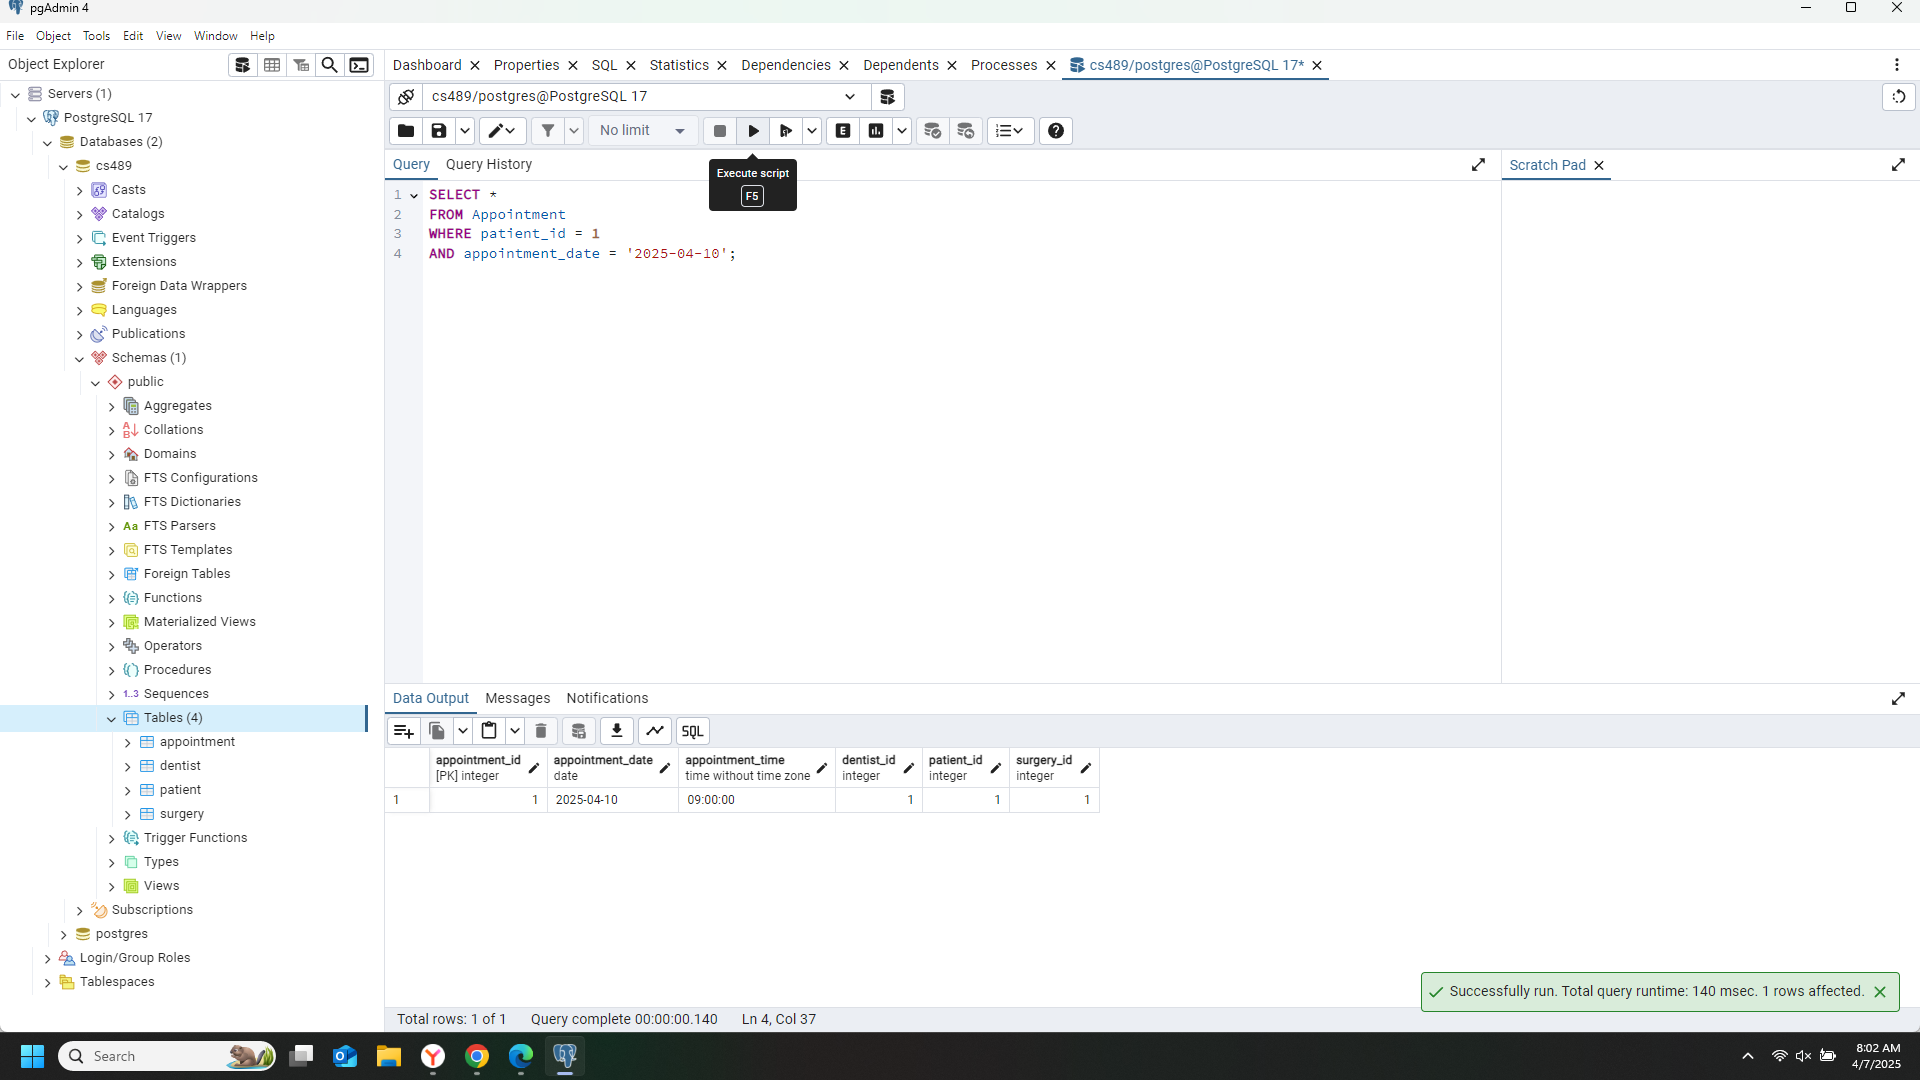 pgAdmin 4
File Object Tools Edit View Window Help
Object Explorer
Dashboard Properties SQL Statistics Dependencies Dependents Processes cs489/postgres@PostgreSQL 17*
Servers (1)
PostgreSQL 17
Databases (2)
cs489
Casts
Catalogs
Event Triggers
Extensions
Foreign Data Wrappers
Languages
Publications
Schemas (1)
public
Aggregates
Collations
Domains
FTS Configurations
FTS Dictionaries
Aa FTS Parsers
FTS Templates
Foreign Tables
Functions
Materialized Views
Operators
Procedures
1..3 Sequences
Tables (4)
appointment
dentist
patient
surgery
Trigger Functions
Types
Views
Subscriptions
postgres
Login/Group Roles
Tablespaces
cs489/postgres@PostgreSQL 17
No limit
E
Query Query History
Execute script
F5
Scratch Pad
1 SELECT *
2 FROM Appointment
3 WHERE patient_id = 1
4 AND appointment_date = '2025-04-10';
Data Output Messages Notifications
SQL
appointment_id appointment_date appointment_time dentist_id patient_id surgery_id
[PK] integer date time without time zone integer integer integer
1 1 2025-04-10 09:00:00 1 1 1
Successfully run. Total query runtime: 140 msec. 1 rows affected.
Total rows: 1 of 1 Query complete 00:00:00.140 Ln 4, Col 37
Search
8:02 AM
4/7/2025